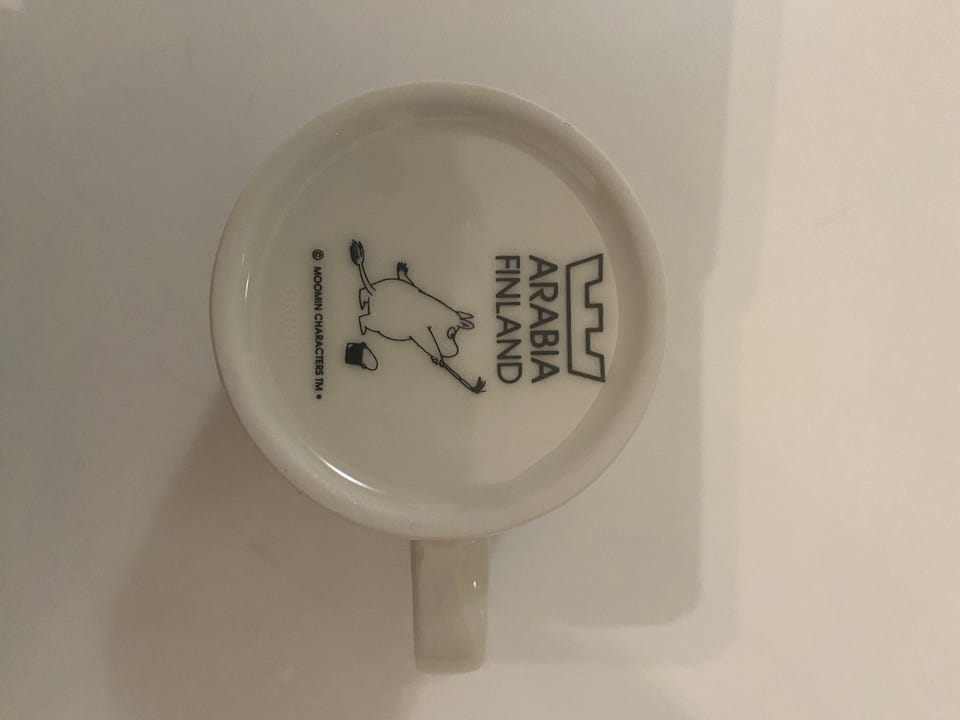 ARABIA
FINLAND
© MOOMIN CHARACTERS TM •